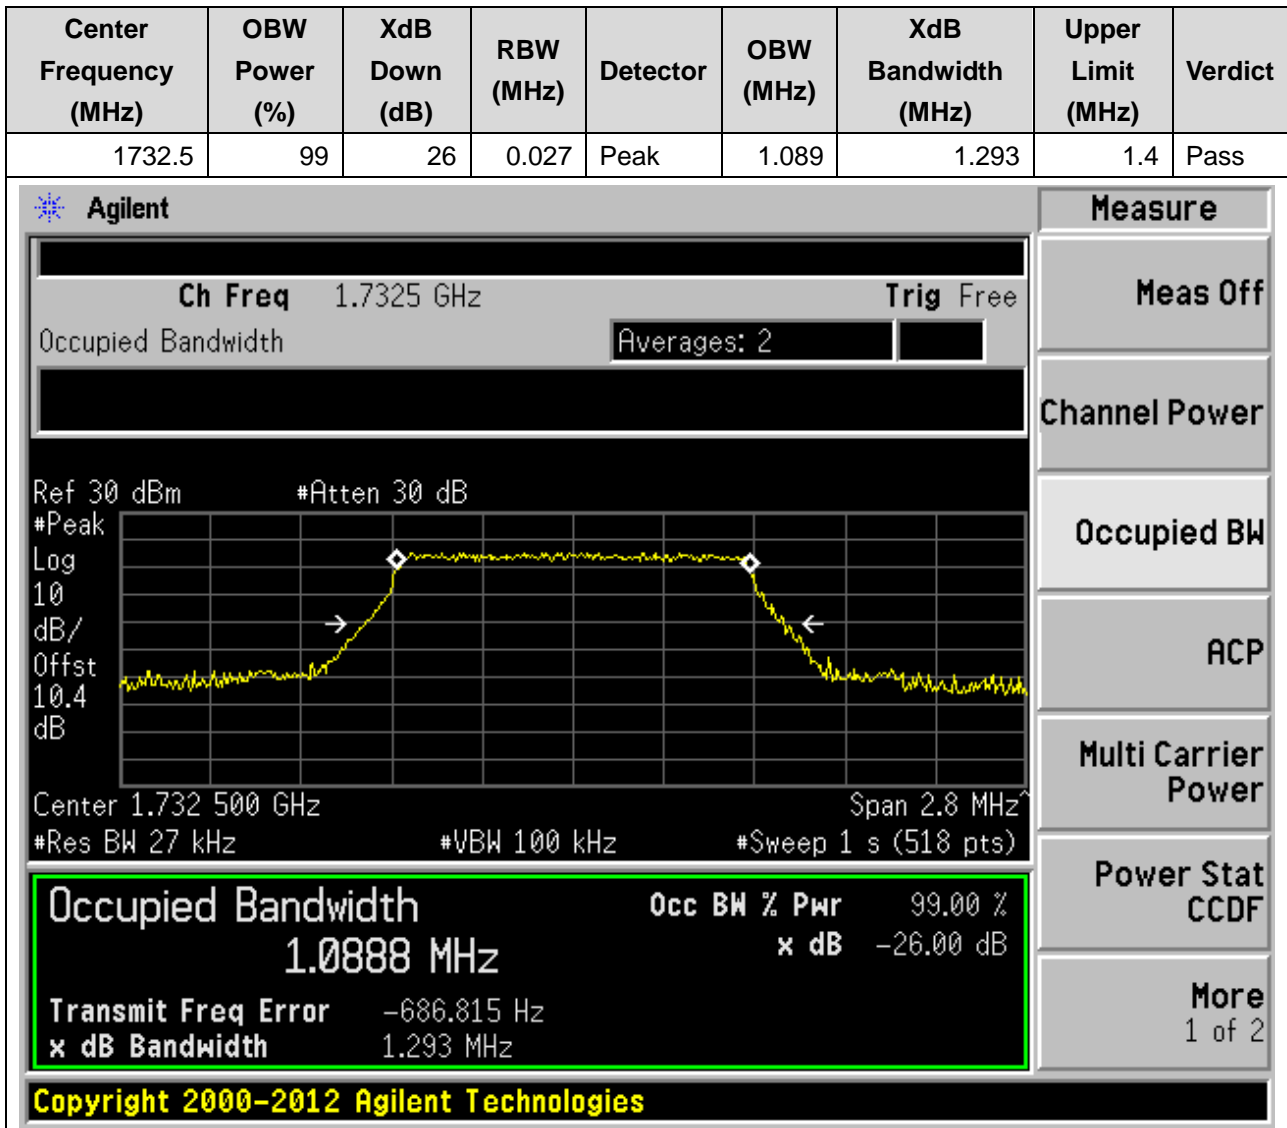 Center Frequency (MHz) OBW Power (%) XdB Down (dB) RBW (MHz) Detector OBW (MHz) XdB Bandwidth (MHz) Upper Limit (MHz) Verdict
1732.5 99 26 0.027 Peak 1.089 1.293 1.4 Pass
Agilent
Measure
Ch Freq 1.7325 GHz Trig Free
Meas Off
Occupied Bandwidth Averages: 2
Channel Power
Ref 30 dBm #Atten 30 dB
#Peak
Log
10
dB/
Offst
10.4
dB
Occupied BW
ACP
Multi Carrier
Power
Center 1.732 500 GHz Span 2.8 MHz^
#Res BW 27 kHz #VBW 100 kHz #Sweep 1 s (518 pts)
Power Stat
CCDF
Occupied Bandwidth Occ BW % Pwr 99.00 %
1.0888 MHz x dB -26.00 dB
Transmit Freq Error -686.815 Hz
x dB Bandwidth 1.293 MHz
More
1 of 2
Copyright 2000-2012 Agilent Technologies